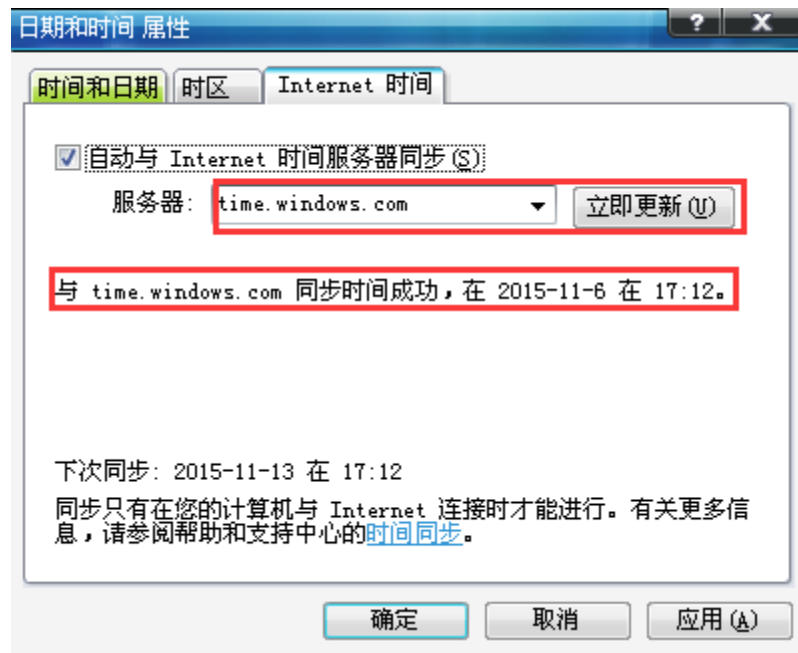 日期和时间 属性
? X
时间和日期 时区 Internet 时间
自动与 Internet 时间服务器同步(S)
服务器: time.windows.com 立即更新(U)
与 time.windows.com 同步时间成功,在 2015-11-6 在 17:12。
下次同步: 2015-11-13 在 17:12
同步只有在您的计算机与 Internet 连接时才能进行。有关更多信
息,请参阅帮助和支持中心的时间同步。
确定 取消 应用(A)